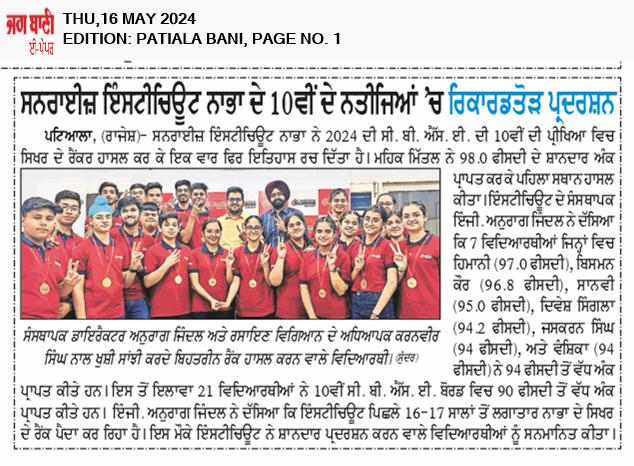 ਜਗ ਬਾਣੀ
ਈ-ਪੇਪਰ
THU,16 MAY 2024
EDITION: PATIALA BANI, PAGE NO. 1
ਸਨਰਾਈਜ਼ ਇੰਸਟੀਚਿਊਟ ਨਾਭਾ ਦੇ 10ਵੀਂ ਦੇ ਨਤੀਜਿਆਂ 'ਚ ਰਿਕਾਰਡਤੋੜ ਪ੍ਰਦਰਸ਼ਨ
ਪਟਿਆਲਾ, (ਰਾਜੇਸ਼)- ਸਨਰਾਈਜ਼ ਇੰਸਟੀਚਿਊਟ ਨਾਭਾ ਨੇ 2024 ਦੀ ਸੀ. ਬੀ. ਐੱਸ. ਈ. ਦੀ 10ਵੀਂ ਦੀ ਪ੍ਰੀਖਿਆ ਵਿਚ
ਸਿਖਰ ਦੇ ਰੈਂਕਰ ਹਾਸਲ ਕਰ ਕੇ ਇਕ ਵਾਰ ਫਿਰ ਇਤਿਹਾਸ ਰਚ ਦਿੱਤਾ ਹੈ। ਮਹਿਕ ਮਿੱਤਲ ਨੇ 98.0 ਫੀਸਦੀ ਦੇ ਸ਼ਾਨਦਾਰ ਅੰਕ
ਪ੍ਰਾਪਤ ਕਰ ਕੇ ਪਹਿਲਾ ਸਥਾਨ ਹਾਸਲ
ਕੀਤਾ। ਇੰਸਟੀਚਿਊਟ ਦੇ ਸੰਸਥਾਪਕ
ਇੰਜੀ. ਅਨੁਰਾਗ ਜਿੰਦਲ ਨੇ ਦੱਸਿਆ
ਕਿ 7 ਵਿਦਿਆਰਥੀਆਂ ਜਿਨ੍ਹਾਂ ਵਿਚ
ਹਿਮਾਨੀ (97.0 ਫੀਸਦੀ), ਬਿਸਮਨ
ਕੌਰ (96.8 ਫੀਸਦੀ), ਸਾਨਵੀ
(95.0 ਫੀਸਦੀ), ਦਿਵੇਸ਼ ਸਿੰਗਲਾ
(94.2 ਫੀਸਦੀ), ਜਸਕਰਨ ਸਿੰਘ
(94 ਫੀਸਦੀ), ਅਤੇ ਵੰਸ਼ਿਕਾ (94
ਫੀਸਦੀ) ਨੇ 94 ਫੀਸਦੀ ਤੋਂ ਵੱਧ ਅੰਕ
ਸੰਸਥਾਪਕ ਡਾਇਰੈਕਟਰ ਅਨੁਰਾਗ ਜਿੰਦਲ ਅਤੇ ਰਸਾਇਣ ਵਿਗਿਆਨ ਦੇ ਅਧਿਆਪਕ ਕਰਨਵੀਰ
ਸਿੰਘ ਨਾਲ ਖੁਸ਼ੀ ਸਾਂਝੀ ਕਰਦੇ ਬਿਹਤਰੀਨ ਰੈਂਕ ਹਾਸਲ ਕਰਨ ਵਾਲੇ ਵਿਦਿਆਰਥੀ। (ਸੁੰਦਰ)
ਪ੍ਰਾਪਤ ਕੀਤੇ ਹਨ। ਇਸ ਤੋਂ ਇਲਾਵਾ 21 ਵਿਦਿਆਰਥੀਆਂ ਨੇ 10ਵੀਂ ਸੀ. ਬੀ. ਐੱਸ. ਈ. ਬੋਰਡ ਵਿਚ 90 ਫੀਸਦੀ ਤੋਂ ਵੱਧ ਅੰਕ
ਪ੍ਰਾਪਤ ਕੀਤੇ ਹਨ। ਇੰਜੀ. ਅਨੁਰਾਗ ਜਿੰਦਲ ਨੇ ਦੱਸਿਆ ਕਿ ਇੰਸਟੀਚਿਊਟ ਪਿਛਲੇ 16-17 ਸਾਲਾਂ ਤੋਂ ਲਗਾਤਾਰ ਨਾਭਾ ਦੇ ਸਿਖਰ
ਦੇ ਰੈਂਕ ਪੈਦਾ ਕਰ ਰਿਹਾ ਹੈ। ਇਸ ਮੌਕੇ ਇੰਸਟੀਚਿਊਟ ਨੇ ਸ਼ਾਨਦਾਰ ਪ੍ਰਦਰਸ਼ਨ ਕਰਨ ਵਾਲੇ ਵਿਦਿਆਰਥੀਆਂ ਨੂੰ ਸਨਮਾਨਿਤ ਕੀਤਾ।